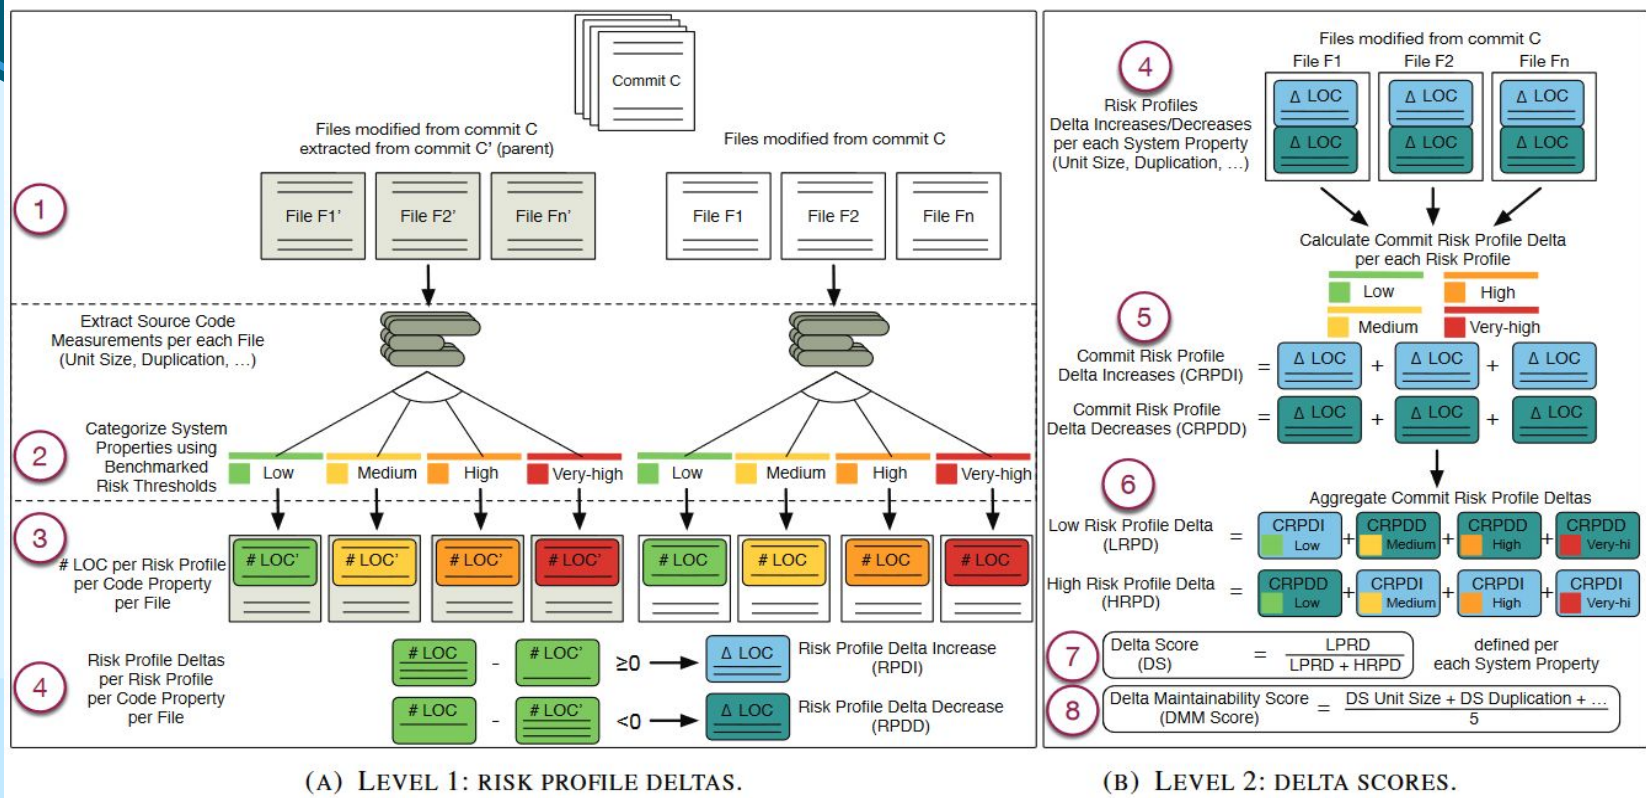 Commit C
Files modified from commit C
extracted from commit C' (parent)
Files modified from commit C
1
File F1'
File F2'
File Fn'
File F1
File F2
File Fn
Extract Source Code
Measurements per each File
(Unit Size, Duplication, ...)
2
Categorize System
Properties using
Benchmarked
Risk Thresholds
Low
Medium
High
Very-high
Low
Medium
High
Very-high
3
# LOC per Risk Profile
per Code Property
per File
# LOC'
# LOC'
# LOC'
# LOC'
# LOC
# LOC
# LOC
# LOC
4
Risk Profile Deltas
per Risk Profile
per Code Property
per File
# LOC - # LOC' ≥0 Δ LOC
Risk Profile Delta Increase
(RPDI)
# LOC - # LOC' <0 Δ LOC
Risk Profile Delta Decrease
(RPDD)
(A) LEVEL 1: RISK PROFILE DELTAS.
4
Risk Profiles
Delta Increases/Decreases
per each System Property
(Unit Size, Duplication, ...)
Files modified from commit C
File F1
File F2
File Fn
Δ LOC
Δ LOC
Δ LOC
Δ LOC
Δ LOC
Δ LOC
Calculate Commit Risk Profile Delta
per each Risk Profile
Low
High
Medium
Very-high
5
Commit Risk Profile
Delta Increases (CRPDI)
= Δ LOC + Δ LOC + Δ LOC
Commit Risk Profile
Delta Decreases (CRPDD)
= Δ LOC + Δ LOC + Δ LOC
6
Aggregate Commit Risk Profile Deltas
Low Risk Profile Delta
(LRPD)
= CRPDI + CRPDD + CRPDD + CRPDD
Low Medium High Very-hi
High Risk Profile Delta
(HRPD)
= CRPDD + CRPDI + CRPDI + CRPDI
Low Medium High Very-hi
7
Delta Score
(DS)
=
LPRD
LPRD + HRPD
defined per
each System Property
8
Delta Maintainability Score
(DMM Score)
=
DS Unit Size + DS Duplication + ...
5
(B) LEVEL 2: DELTA SCORES.